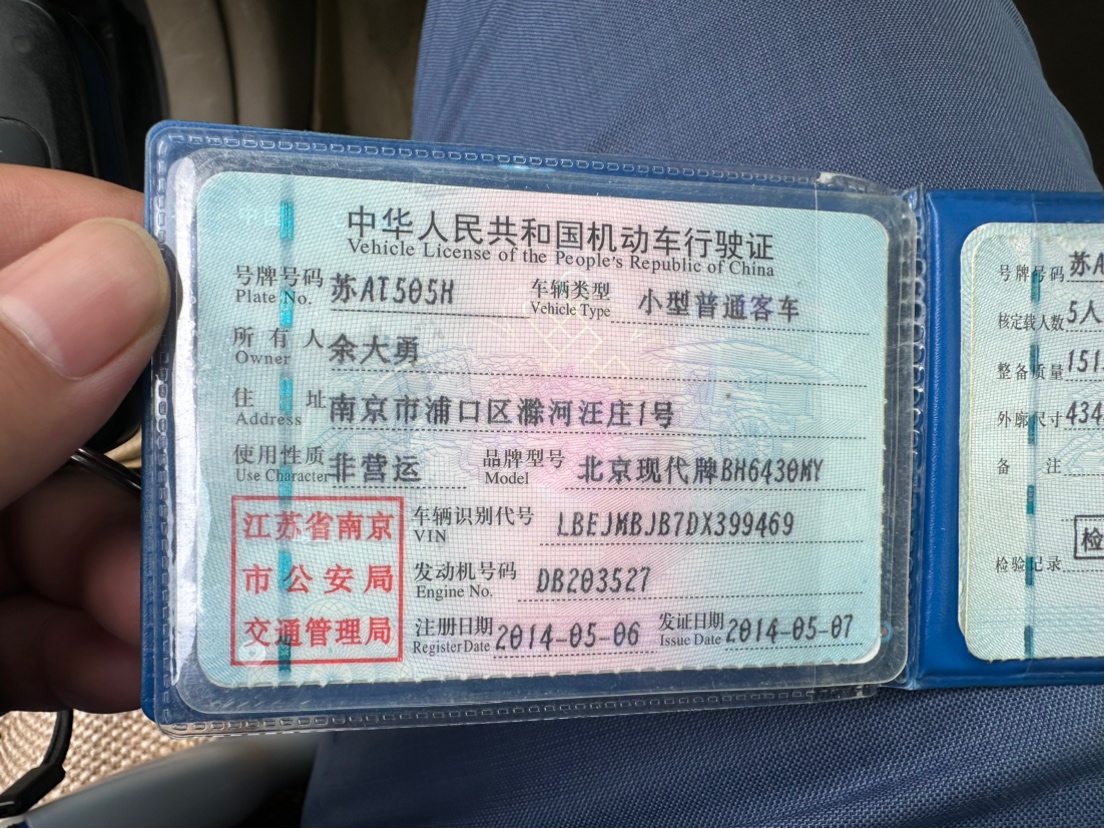 中华人民共和国机动车行驶证
Vehicle License of the People's Republic of China
号牌号码 苏AT505H 车辆类型 小型普通客车
Plate No. Vehicle Type
所有人 余大勇
Owner
住址 南京市浦口区滁河汪庄1号
Address
使用性质 非营运 品牌型号 北京现代牌BH6430MY
Use Character Model
江苏省南京
市公安局
交通管理局
车辆识别代号 LBEJMBJB7DX399469
VIN
发动机号码 DB203527
Engine No.
注册日期 2014-05-06 发证日期 2014-05-07
Register Date Issue Date
号牌号码 苏A
核定载人数 5人
整备质量 151
外廓尺寸 434
备注
检
检验记录